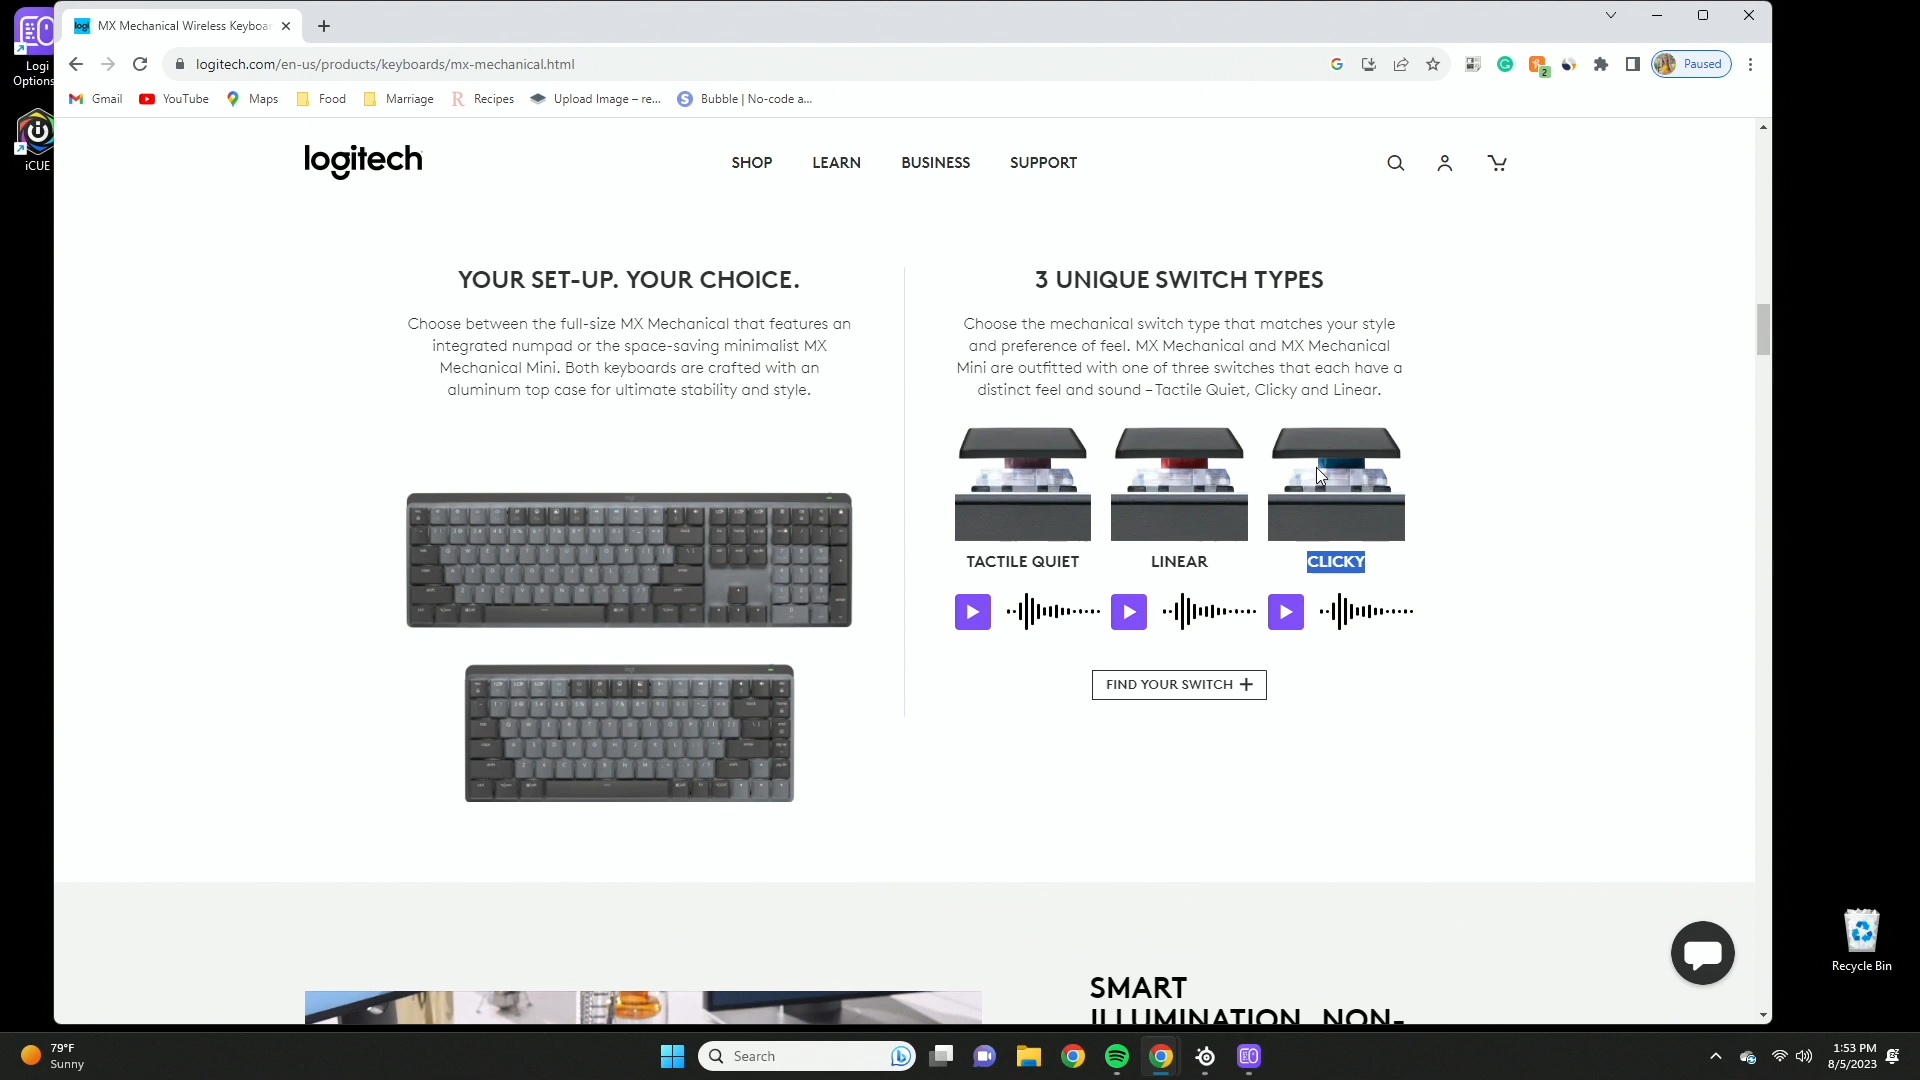 Logi
Options
iCUE
MX Mechanical Wireless Keyboar
logitech.com/en-us/products/keyboards/mx-mechanical.html
2
Paused
Gmail
YouTube
Maps
Food
Marriage
Recipes
Upload Image – re...
Bubble | No-code a...
logitech
SHOP
LEARN
BUSINESS
SUPPORT
YOUR SET-UP. YOUR CHOICE.
Choose between the full-size MX Mechanical that features an
integrated numpad or the space-saving minimalist MX
Mechanical Mini. Both keyboards are crafted with an
aluminum top case for ultimate stability and style.
3 UNIQUE SWITCH TYPES
Choose the mechanical switch type that matches your style
and preference of feel. MX Mechanical and MX Mechanical
Mini are outfitted with one of three switches that each have a
distinct feel and sound – Tactile Quiet, Clicky and Linear.
TACTILE QUIET
LINEAR
CLICKY
FIND YOUR SWITCH
SMART
ILLUMINATION. NON-
Recycle Bin
79°F
Sunny
Search
1:53 PM
8/5/2023